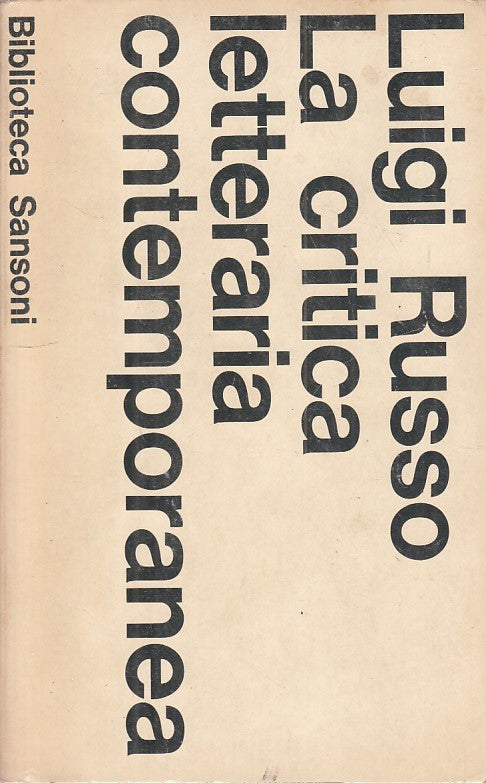 Luigi Russo
La critica
letteraria
contemporanea
Biblioteca Sansoni